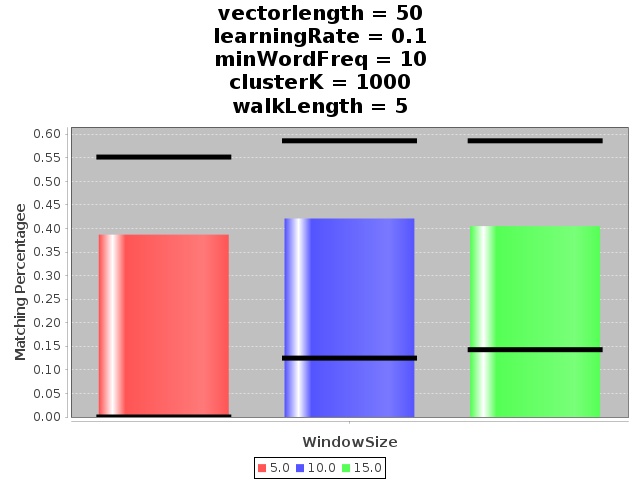 vectorlength = 50
learningRate = 0.1
minWordFreq = 10
clusterK = 1000
walkLength = 5
0.60
0.55
0.50
0.45
0.40
0.35
0.30
0.25
0.20
0.15
0.10
0.05
0.00
Matching Percentagee
WindowSize
5.0 10.0 15.0